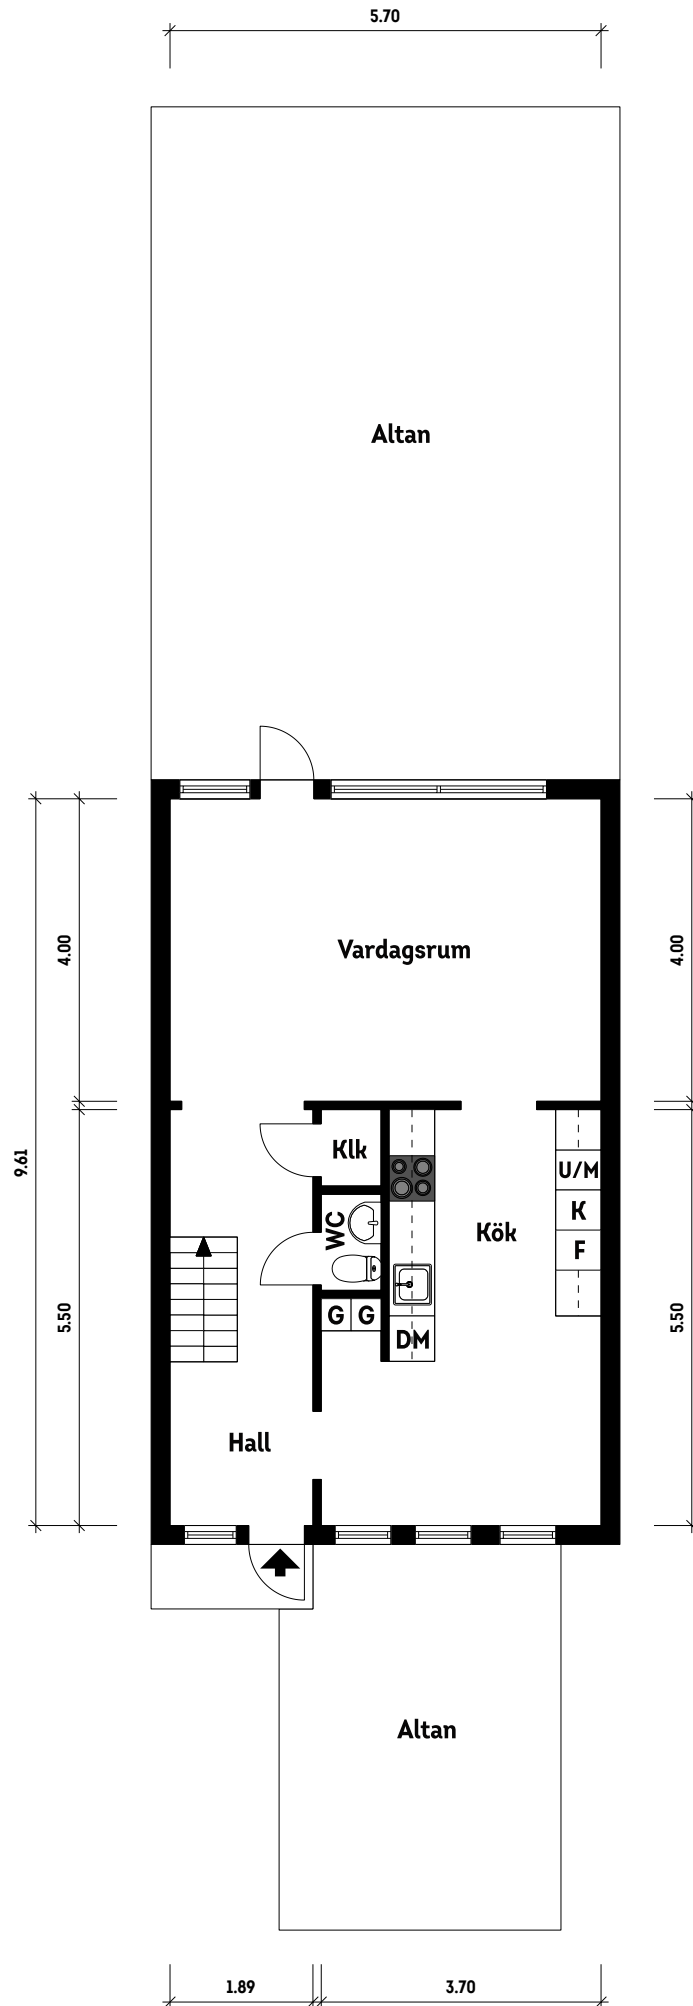 5.70
Altan
4.00
Vardagsrum
4.00
9.61
Klk
U/M
WC
K
Kök
F
5.50
G G
5.50
DM
Hall
Altan
1.89
3.70